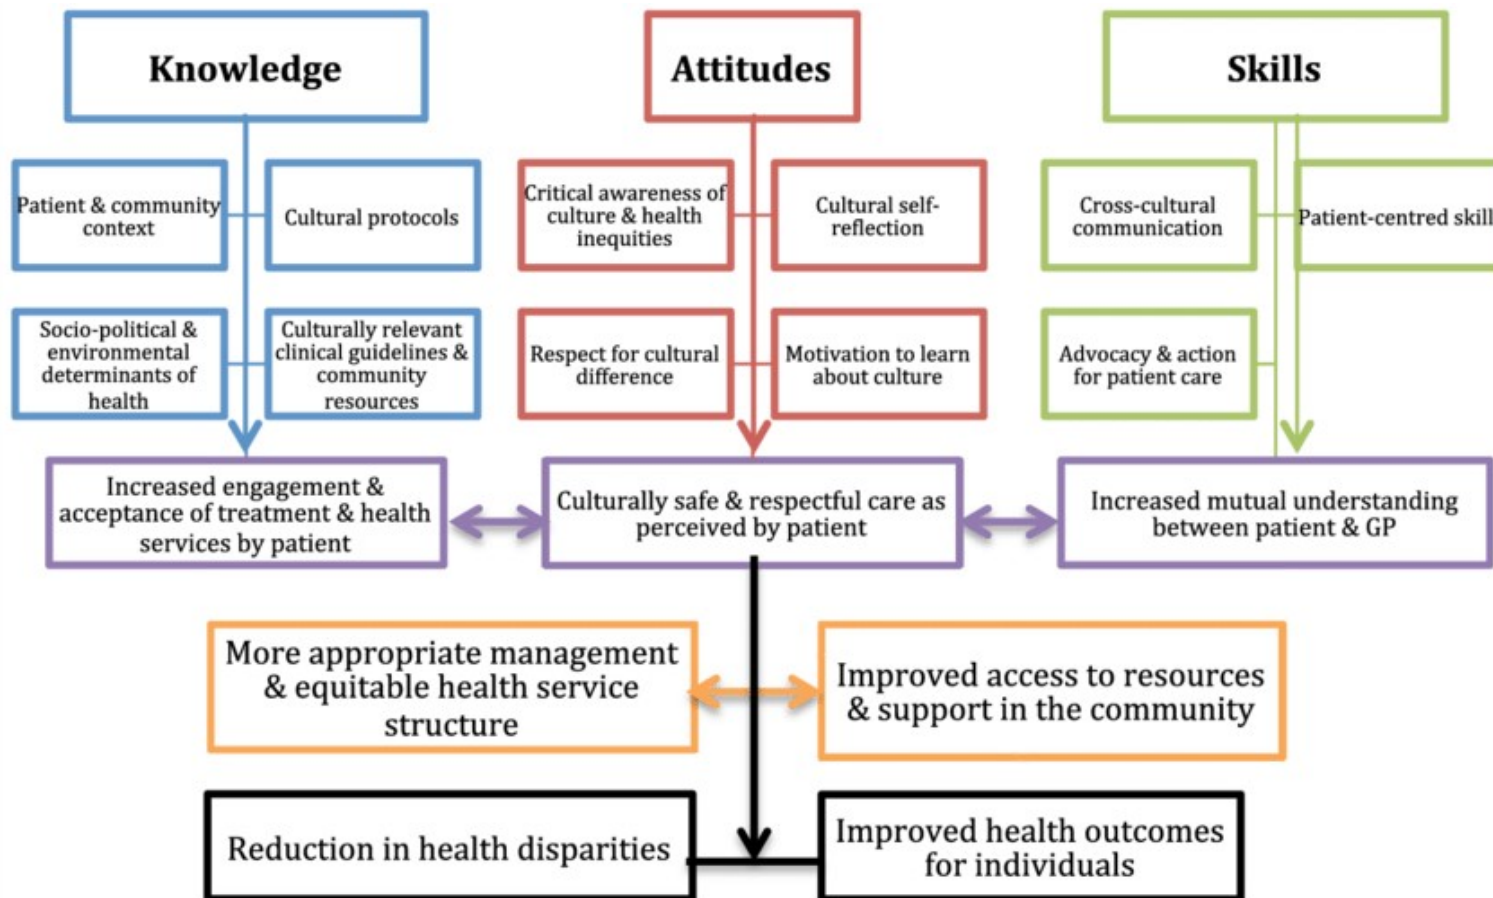 Knowledge
Attitudes
Skills
Patient & community
context
Cultural protocols
Critical awareness of
culture & health
inequities
Cultural self-
reflection
Cross-cultural
communication
Patient-centred skill
Socio-political &
environmental
determinants of
health
Culturally relevant
clinical guidelines &
community
resources
Respect for cultural
difference
Motivation to learn
about culture
Advocacy & action
for patient care
Increased engagement &
acceptance of treatment & health
services by patient
Culturally safe & respectful care as
perceived by patient
Increased mutual understanding
between patient & GP
More appropriate management
& equitable health service
structure
Improved access to resources
& support in the community
Reduction in health disparities
Improved health outcomes
for individuals